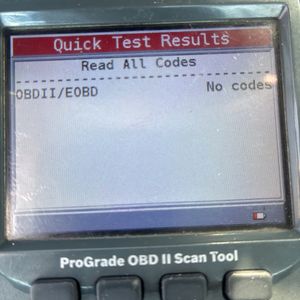 Quick Test Results
Read All Codes
OBDII/EOBD No codes
ProGrade OBD II Scan Tool